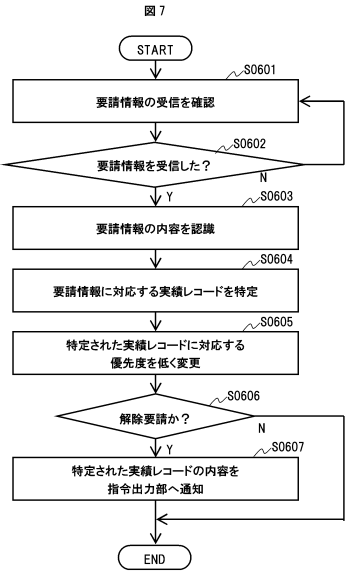 図7
START
S0601
要請情報の受信を確認
S0602
要請情報を受信した？
N
Y
S0603
要請情報の内容を認識
S0604
要請情報に対応する実績レコードを特定
S0605
特定された実績レコードに対応する
優先度を低く変更
S0606
解除要請か？
N
Y
S0607
特定された実績レコードの内容を
指令出力部へ通知
END